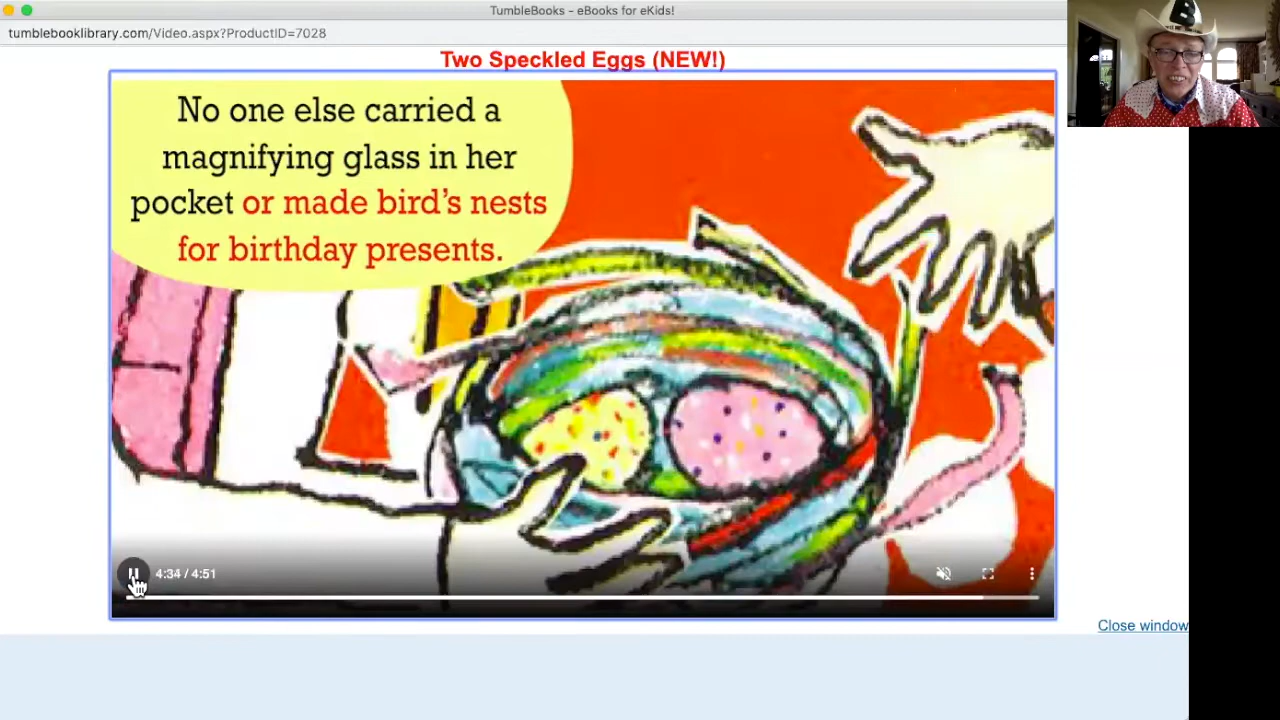 TumbleBooks - eBooks for eKids!
tumblebooklibrary.com/Video.aspx?ProductID=7028
Two Speckled Eggs (NEW!)
No one else carried a
magnifying glass in her
pocket or made bird's nests
for birthday presents.
4:34 / 4:51
Close window